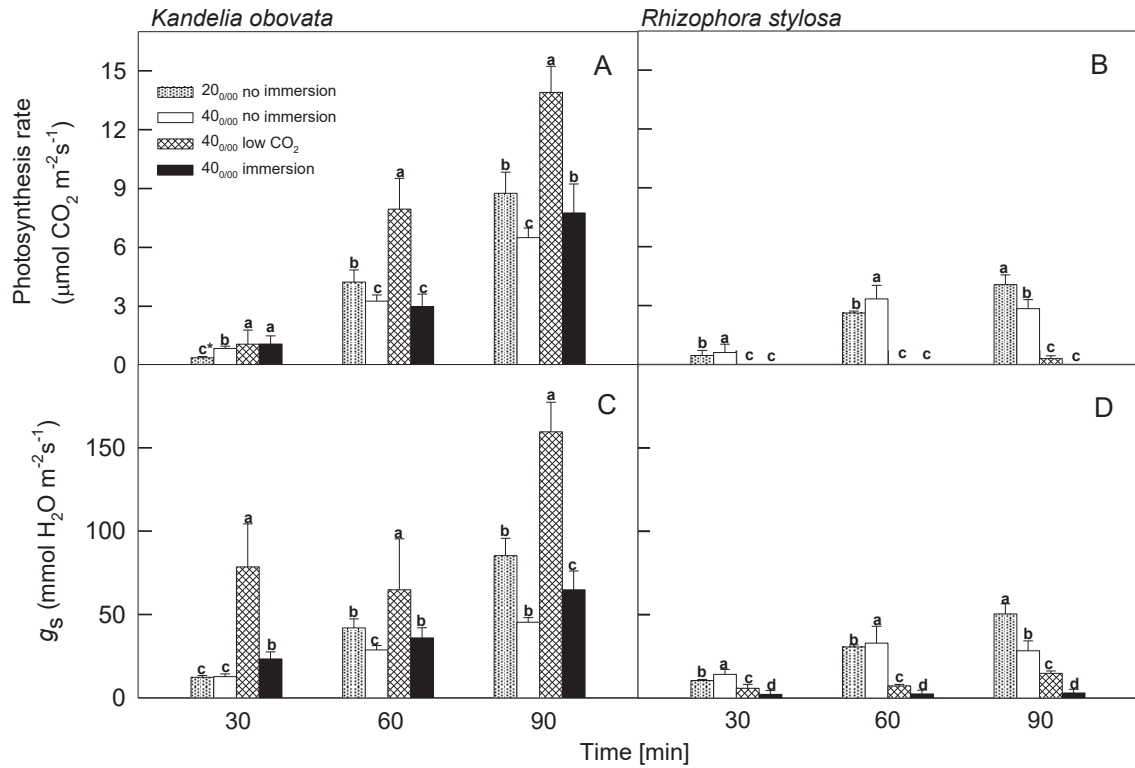 Kandelia obovata
Rhizophora stylosa
A
B
15
12
9
6
3
0
Photosynthesis rate
(μmol CO2 m-2s-1)
200/00 no immersion
400/00 no immersion
400/00 low CO2
400/00 immersion
c* b a a
b c a c
b c a b
b a c c
b a c c
a b c c
C
D
150
100
50
0
gs (mmol H2O m-2s-1)
c c a b
b c a b
b c a c
b a c d
b a c d
a b c d
30 60 90
30 60 90
Time [min]